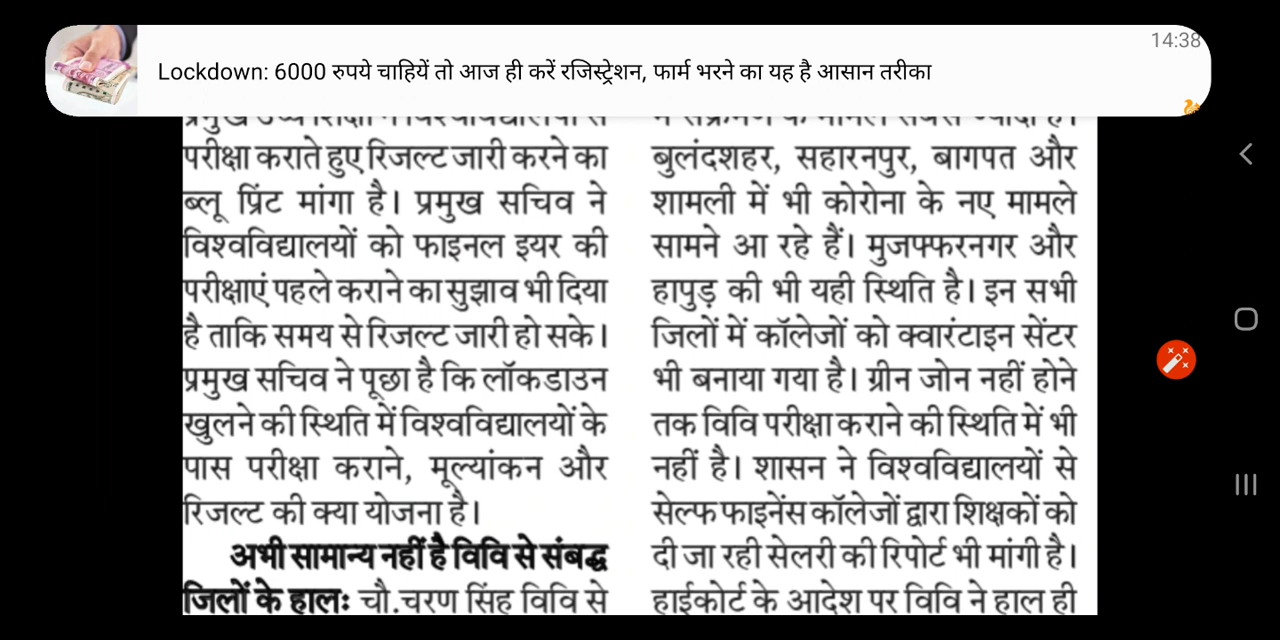 14:38
Lockdown: 6000 रुपये चाहियें तो आज ही करें रजिस्ट्रेशन, फार्म भरने का यह है आसान तरीका
परीक्षा कराते हुए रिजल्ट जारी करने का
ब्लू प्रिंट मांगा है। प्रमुख सचिव ने
विश्वविद्यालयों को फाइनल इयर की
परीक्षाएं पहले कराने का सुझाव भी दिया
है ताकि समय से रिजल्ट जारी हो सके।
प्रमुख सचिव ने पूछा है कि लॉकडाउन
खुलने की स्थिति में विश्वविद्यालयों के
पास परीक्षा कराने, मूल्यांकन और
रिजल्ट की क्या योजना है।
अभी सामान्य नहीं है विवि से संबद्ध
जिलों के हालः चौ.चरण सिंह विवि से
बुलंदशहर, सहारनपुर, बागपत और
शामली में भी कोरोना के नए मामले
सामने आ रहे हैं। मुजफ्फरनगर और
हापुड़ की भी यही स्थिति है। इन सभी
जिलों में कॉलेजों को क्वारंटाइन सेंटर
भी बनाया गया है। ग्रीन जोन नहीं होने
तक विवि परीक्षा कराने की स्थिति में भी
नहीं है। शासन ने विश्वविद्यालयों से
सेल्फ फाइनेंस कॉलेजों द्वारा शिक्षकों को
दी जा रही सेलरी की रिपोर्ट भी मांगी है।
हाईकोर्ट के आदेश पर विवि ने हाल ही